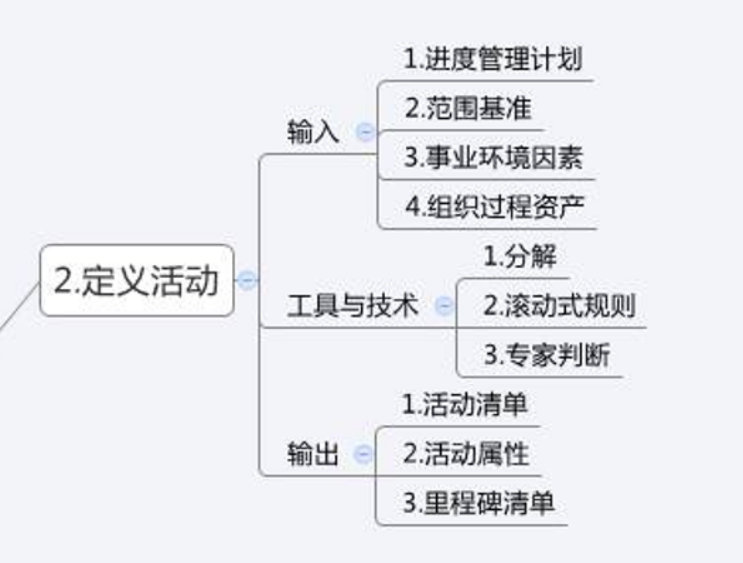 2.定义活动
输入
1.进度管理计划
2.范围基准
3.事业环境因素
4.组织过程资产
工具与技术
1.分解
2.滚动式规则
3.专家判断
输出
1.活动清单
2.活动属性
3.里程碑清单